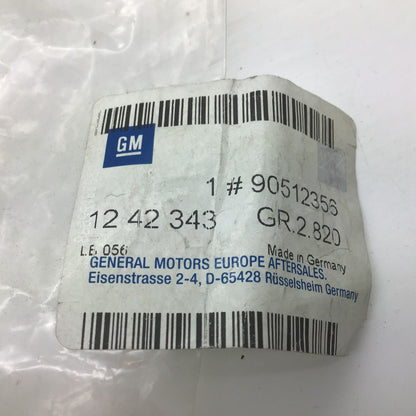 GM
1 # 90512356
12 42 343 GR.2.820
LB 056 Made in Germany
GENERAL MOTORS EUROPE AFTERSALES.
Eisenstrasse 2-4, D-65428 Rüsselsheim Germany